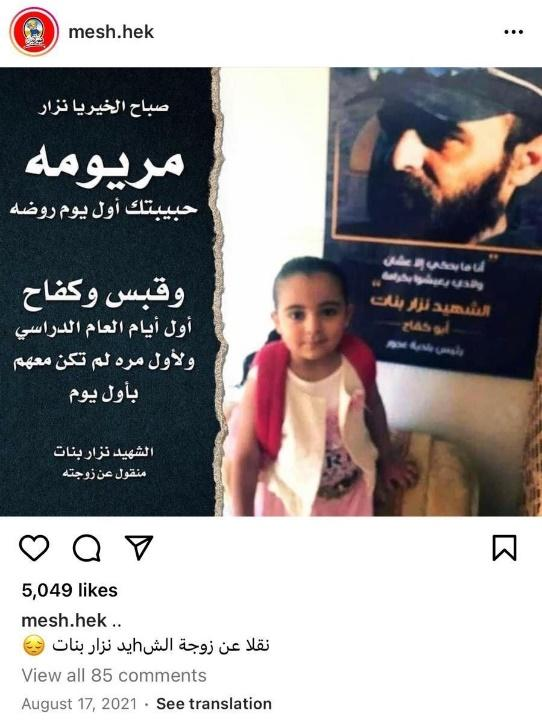 mesh.hek
صباح الخير يا نزار
مريومه
حبيبتك أول يوم روضه
وقبس وكفاح
أول أيام العام الدراسي
ولأول مره لم تكن معهم
بأول يوم
الشهيد نزار بنات
منقول عن زوجته
" أنا ما بحكي إلا عشان
ولادي يعيشوا بكرامة "
الشهيد نزار بنات
أبو كفاح
5,049 likes
mesh.hek ..
نقلا عن زوجة الشhيد نزار بنات 😔
View all 85 comments
August 17, 2021 · See translation